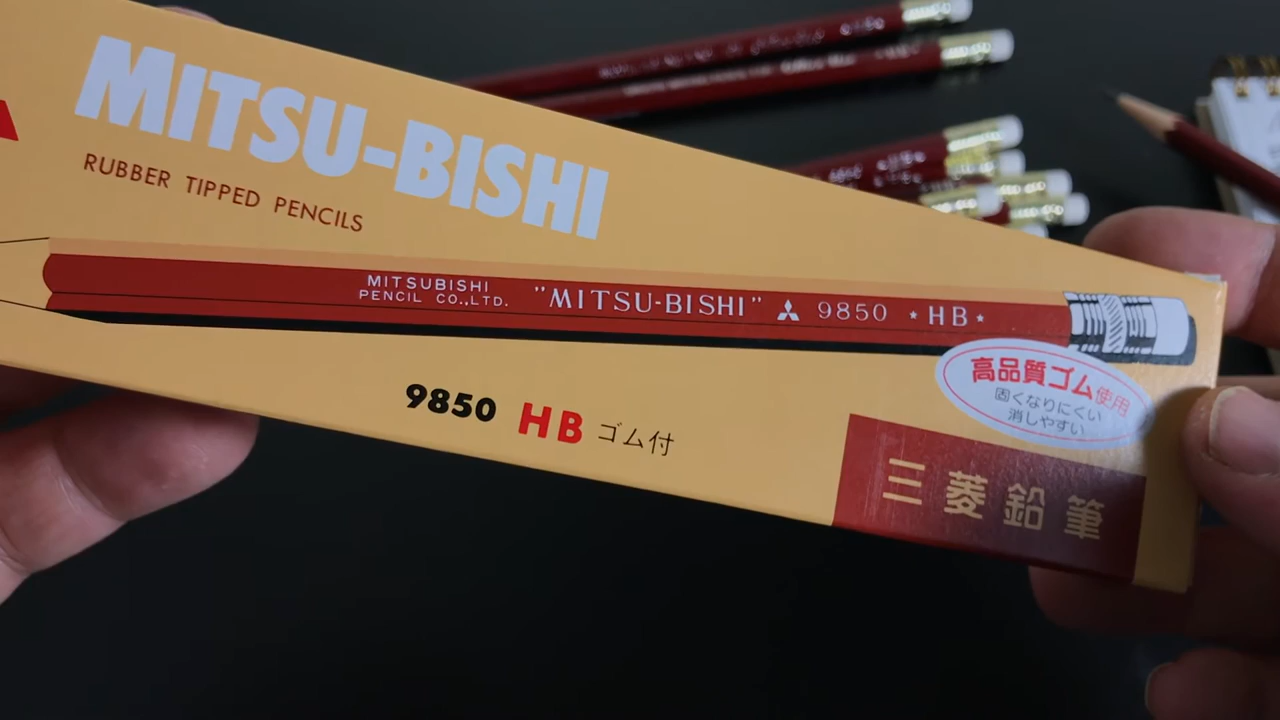 MITSU-BISHI
RUBBER TIPPED PENCILS
MITSUBISHI
PENCIL CO.,LTD.
"MITSU-BISHI" 9850 ★HB★
高品質ゴム使用
固くなりにくい
消しやすい
9850 HB ゴム付
三菱鉛筆